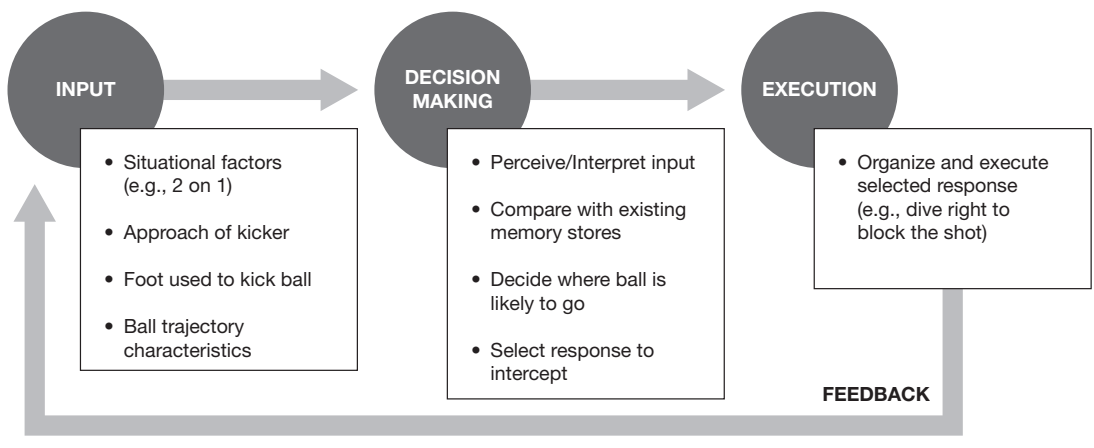 INPUT
• Situational factors
(e.g., 2 on 1)
• Approach of kicker
• Foot used to kick ball
• Ball trajectory
characteristics
DECISION
MAKING
• Perceive/Interpret input
• Compare with existing
memory stores
• Decide where ball is
likely to go
• Select response to
intercept
EXECUTION
• Organize and execute
selected response
(e.g., dive right to
block the shot)
FEEDBACK